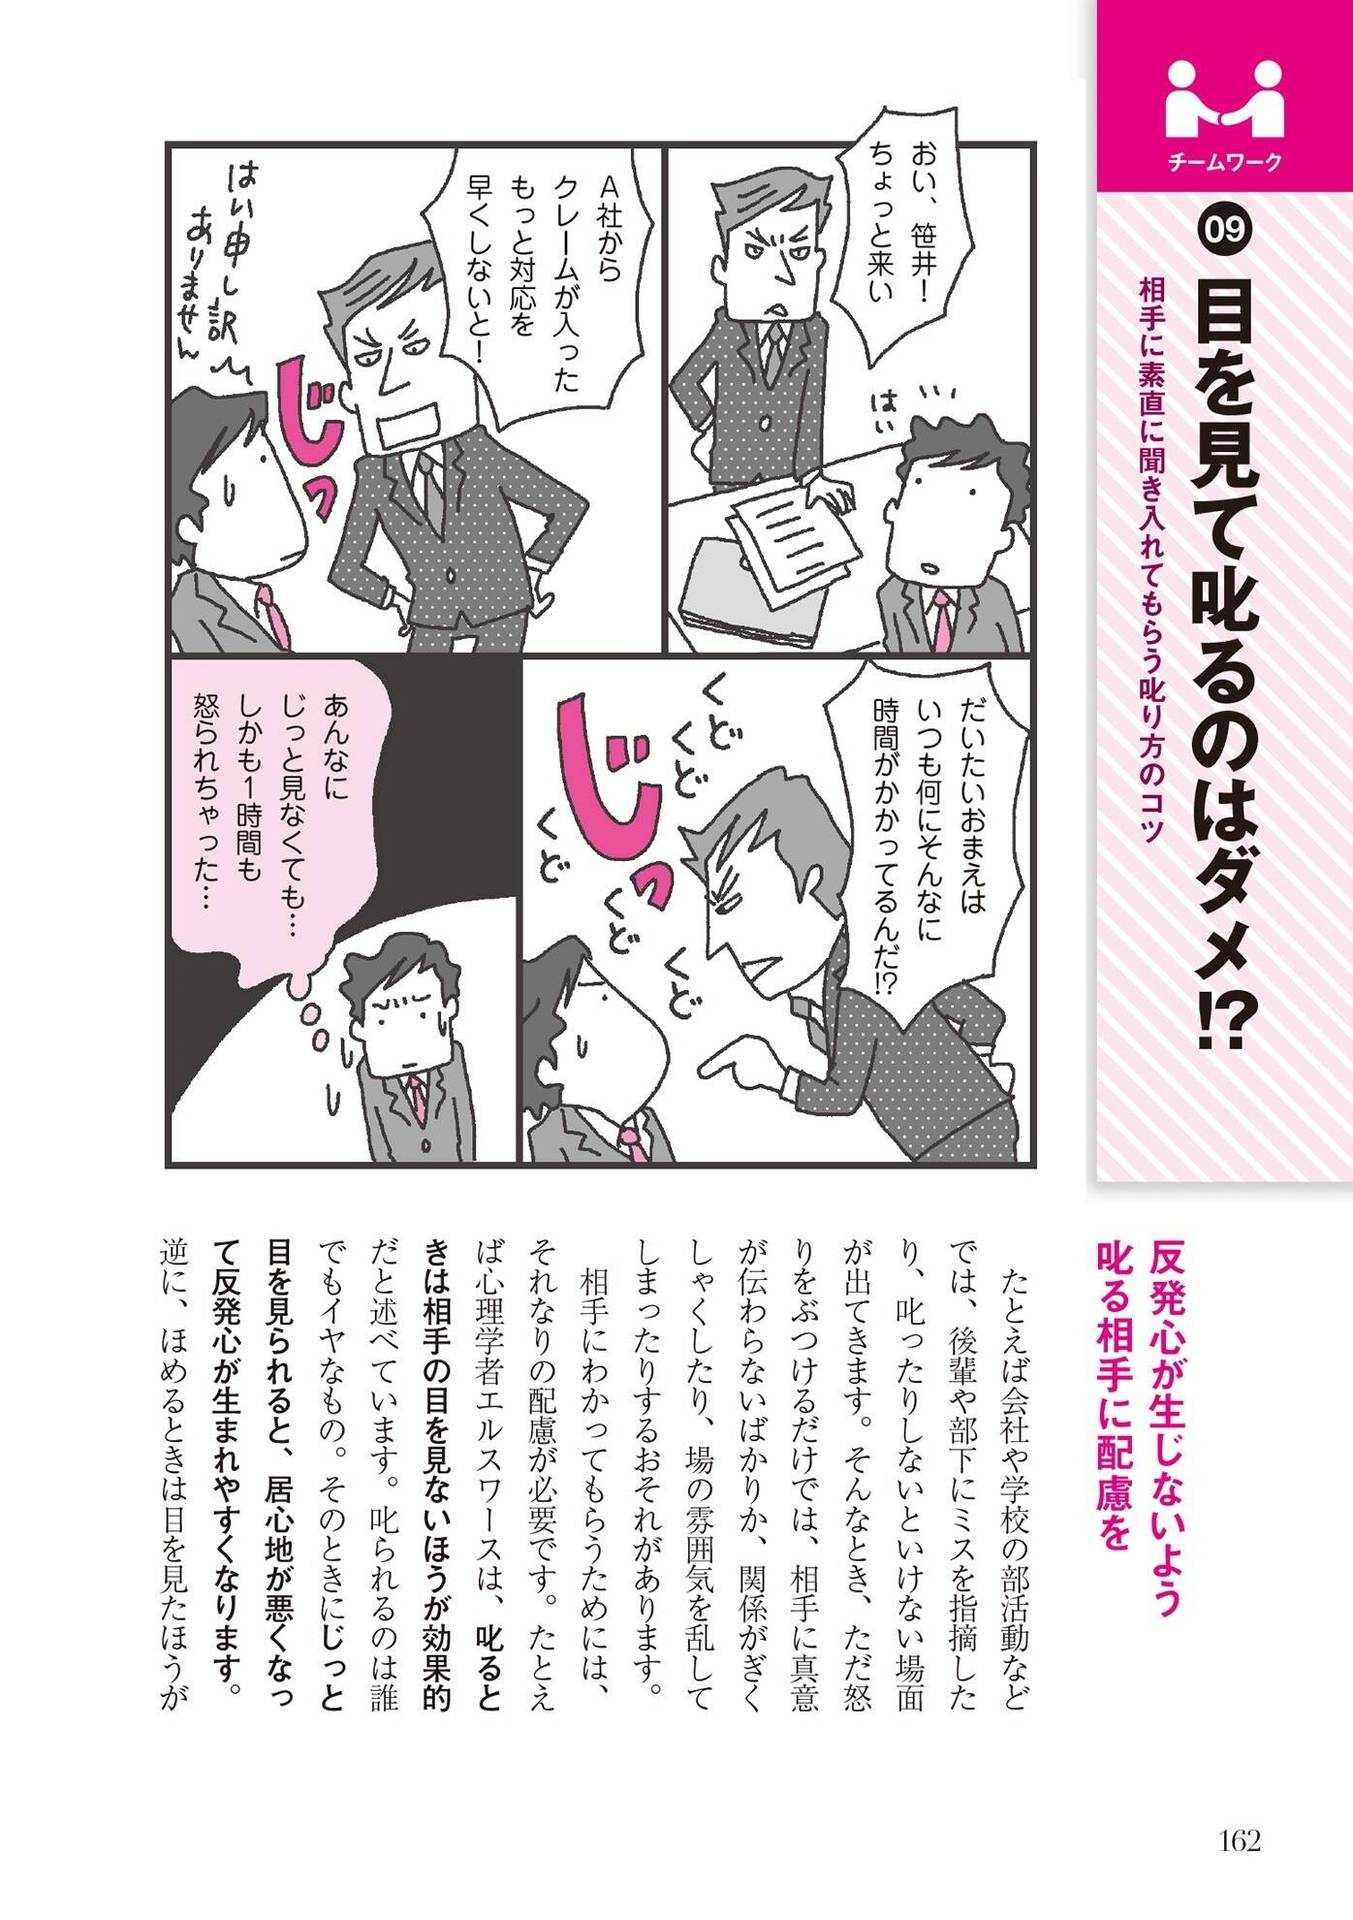 チームワーク
09
目を見て叱るのはダメ!?
相手に素直に聞き入れてもらう叱り方のコツ
おい、笹井！
ちょっと来い
はい
A社から
クレームが入った
もっと対応を
早くしないと！
じっ
はい申し訳
ありません
だいたいおまえは
いつも何にそんなに
時間がかかってるんだ!?
くど
くど
じっ
くど
くど
くど
あんなに
じっと見なくても…
しかも1時間も
怒られちゃった…
反発心が生じないよう
叱る相手に配慮を
たとえば会社や学校の部活動など
では、後輩や部下にミスを指摘した
り、叱ったりしないといけない場面
が出てきます。そんなとき、ただ怒
りをぶつけるだけでは、相手に真意
が伝わらないばかりか、関係がぎく
しゃくしたり、場の雰囲気を乱して
しまったりするおそれがあります。
相手にわかってもらうためには、
それなりの配慮が必要です。たとえ
ば心理学者エルスワースは、叱ると
きは相手の目を見ないほうが効果的
だと述べています。叱られるのは誰
でもイヤなもの。そのときにじっと
目を見られると、居心地が悪くなっ
て反発心が生まれやすくなります。
逆に、ほめるときは目を見たほうが
162